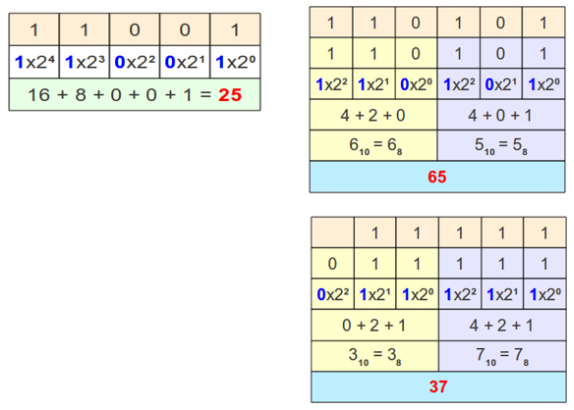 1 1 0 0 1
1x2⁴ 1x2³ 0x2² 0x2¹ 1x2⁰
16 + 8 + 0 + 0 + 1 = 25
1 1 0 1 0 1
1 1 0 1 0 1
1x2² 1x2¹ 0x2⁰ 1x2² 0x2¹ 1x2⁰
4 + 2 + 0 4 + 0 + 1
6₁₀ = 6₈ 5₁₀ = 5₈
65
1 1 1 1 1
0 1 1 1 1 1
0x2² 1x2¹ 1x2⁰ 1x2² 1x2¹ 1x2⁰
0 + 2 + 1 4 + 2 + 1
3₁₀ = 3₈ 7₁₀ = 7₈
37